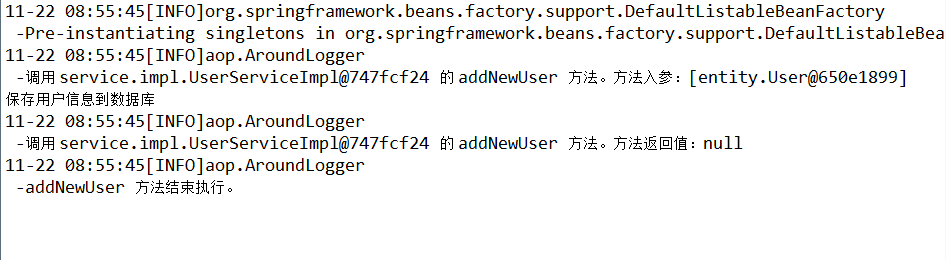 11-22 08:55:45[INFO]org.springframework.beans.factory.support.DefaultListableBeanFactory
-Pre-instantiating singletons in org.springframework.beans.factory.support.DefaultListableBea
11-22 08:55:45[INFO]aop.AroundLogger
-调用 service.impl.UserServiceImpl@747fcf24 的 addNewUser 方法。方法入参：[entity.User@650e1899]
保存用户信息到数据库
11-22 08:55:45[INFO]aop.AroundLogger
-调用 service.impl.UserServiceImpl@747fcf24 的 addNewUser 方法。方法返回值：null
11-22 08:55:45[INFO]aop.AroundLogger
-addNewUser 方法结束执行。